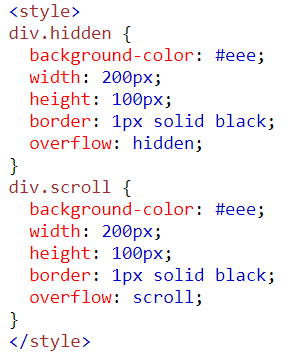 <style>
div.hidden {
  background-color: #eee;
  width: 200px;
  height: 100px;
  border: 1px solid black;
  overflow: hidden;
}
div.scroll {
  background-color: #eee;
  width: 200px;
  height: 100px;
  border: 1px solid black;
  overflow: scroll;
}
</style>